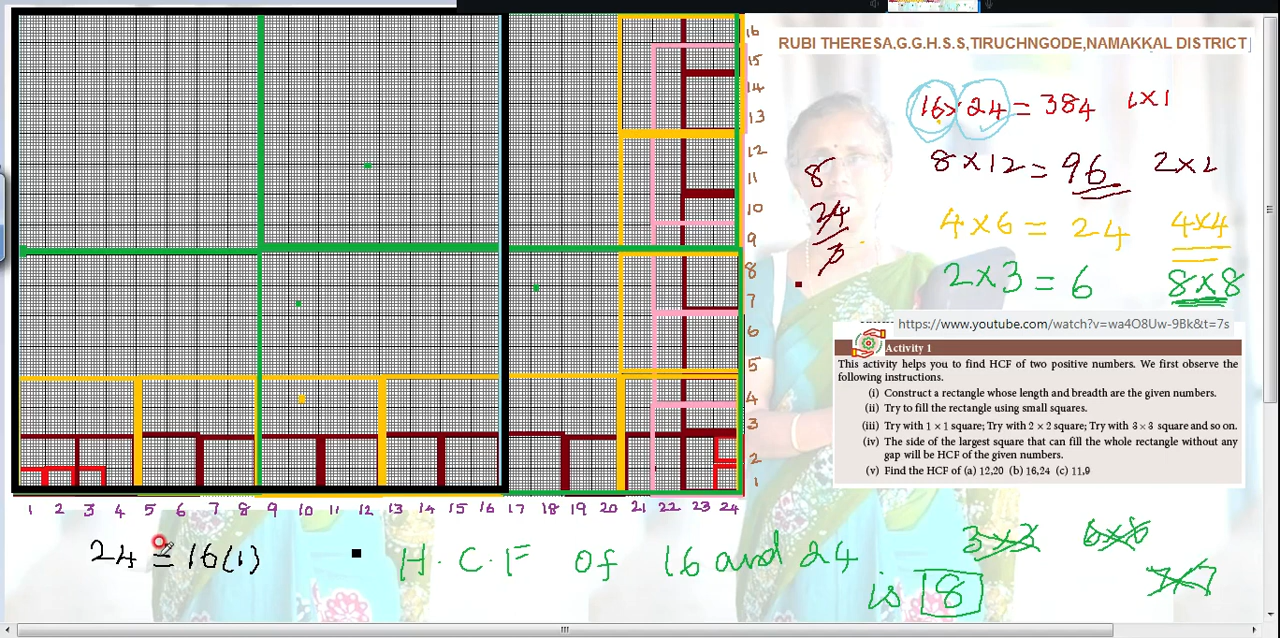 RUBI THERESA,G.G.H.S.S,TIRUCHNGODE,NAMAKKAL DISTRICT
16 × 24 = 384 1×1
8 × 12 = 96 2×2
4 × 6 = 24 4×4
2 × 3 = 6 8×8
8
24
3
16
15
14
13
12
11
10
9
8
7
6
5
4
3
2
1
1 2 3 4 5 6 7 8 9 10 11 12 13 14 15 16 17 18 19 20 21 22 23 24
https://www.youtube.com/watch?v=wa4O8Uw-9Bk&t=7s
Activity 1
This activity helps you to find HCF of two positive numbers. We first observe the
following instructions.
(i) Construct a rectangle whose length and breadth are the given numbers.
(ii) Try to fill the rectangle using small squares.
(iii) Try with 1 × 1 square; Try with 2 × 2 square; Try with 3 × 3 square and so on.
(iv) The side of the largest square that can fill the whole rectangle without any
gap will be HCF of the given numbers.
(v) Find the HCF of (a) 12,20 (b) 16,24 (c) 11,9
3×3 6×6
7×7
24 = 16(1)
H.C.F of 16 and 24
is 8